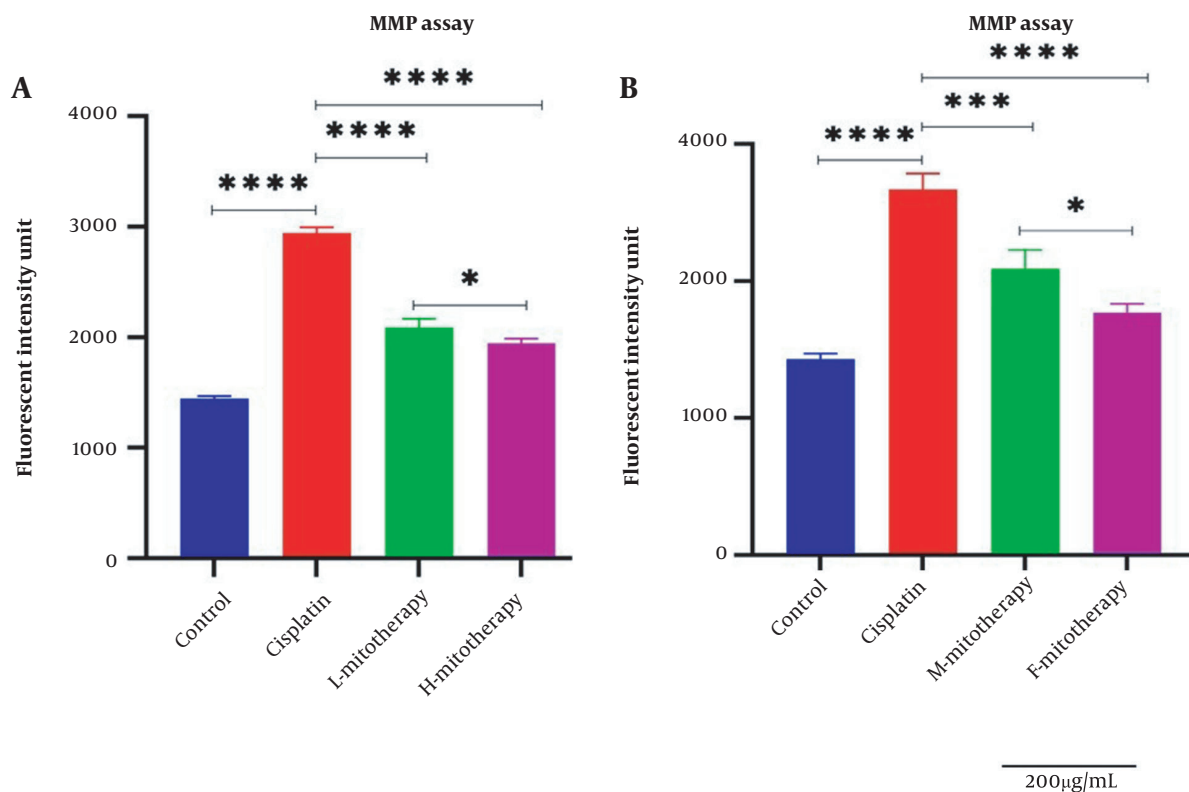 MMP assay
A
****
****
****
*
4000
3000
2000
1000
0
Fluorescent intensity unit
Control
Cisplatin
L-mitotherapy
H-mitotherapy
MMP assay
B
****
***
****
*
4000
2000
1000
0
Fluorescent intensity unit
Control
Cisplatin
M-mitotherapy
F-mitotherapy
200µg/mL